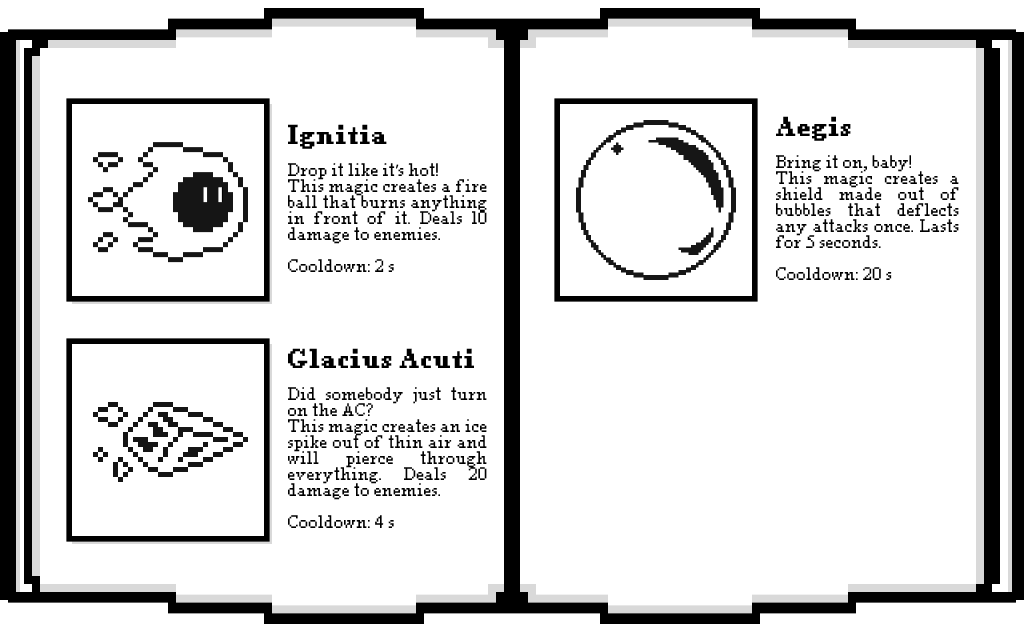 Ignitia
Drop it like it's hot!
This magic creates a fire
ball that burns anything
in front of it. Deals 10
damage to enemies.
Cooldown: 2 s
Glacius Acuti
Did somebody just turn
on the AC?
This magic creates an ice
spike out of thin air and
will pierce through
everything. Deals 20
damage to enemies.
Cooldown: 4 s
Aegis
Bring it on, baby!
This magic creates a
shield made out of
bubbles that deflects
any attacks once. Lasts
for 5 seconds.
Cooldown: 20 s